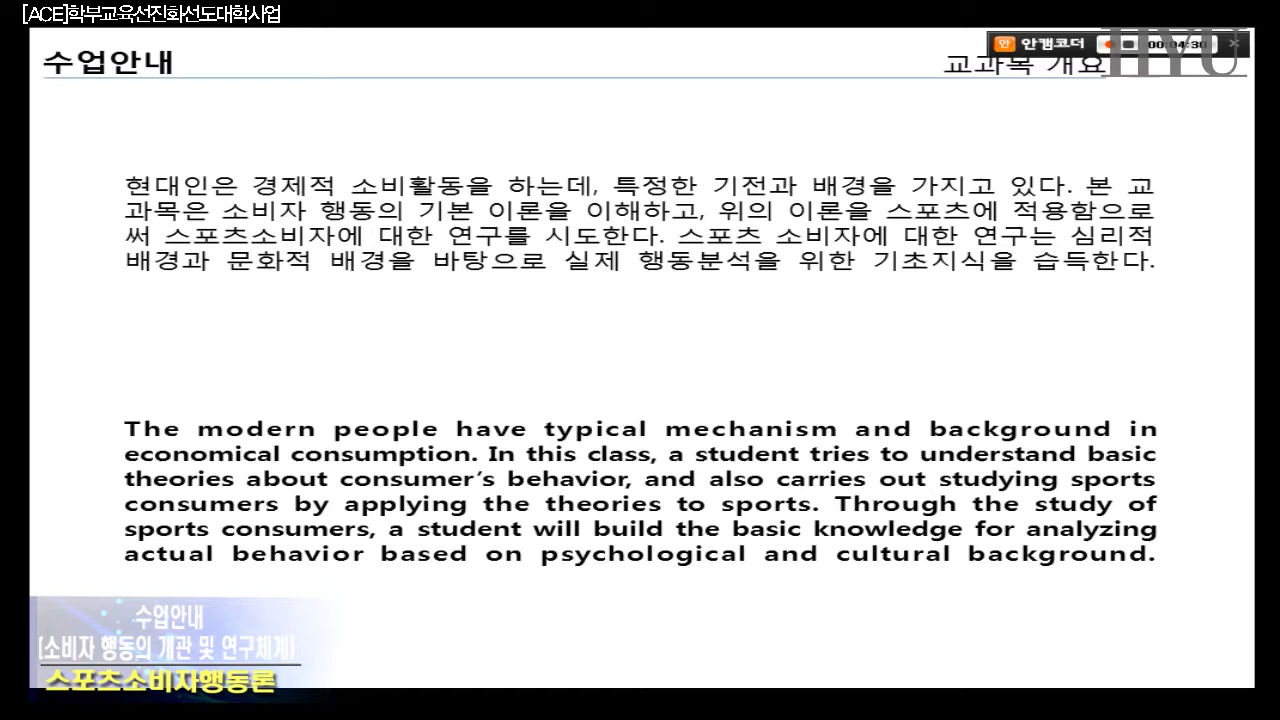 [ACE]학부교육선진화선도대학사업
수업안내
안캠코더
00:04:30
교과목 개요
HYU
현대인은 경제적 소비활동을 하는데, 특정한 기전과 배경을 가지고 있다. 본 교
과목은 소비자 행동의 기본 이론을 이해하고, 위의 이론을 스포츠에 적용함으로
써 스포츠소비자에 대한 연구를 시도한다. 스포츠 소비자에 대한 연구는 심리적
배경과 문화적 배경을 바탕으로 실제 행동분석을 위한 기초지식을 습득한다.
The modern people have typical mechanism and background in
economical consumption. In this class, a student tries to understand basic
theories about consumer’s behavior, and also carries out studying sports
consumers by applying the theories to sports. Through the study of
sports consumers, a student will build the basic knowledge for analyzing
actual behavior based on psychological and cultural background.
수업안내
(소비자 행동의 개관 및 연구체계)
스포츠소비자행동론